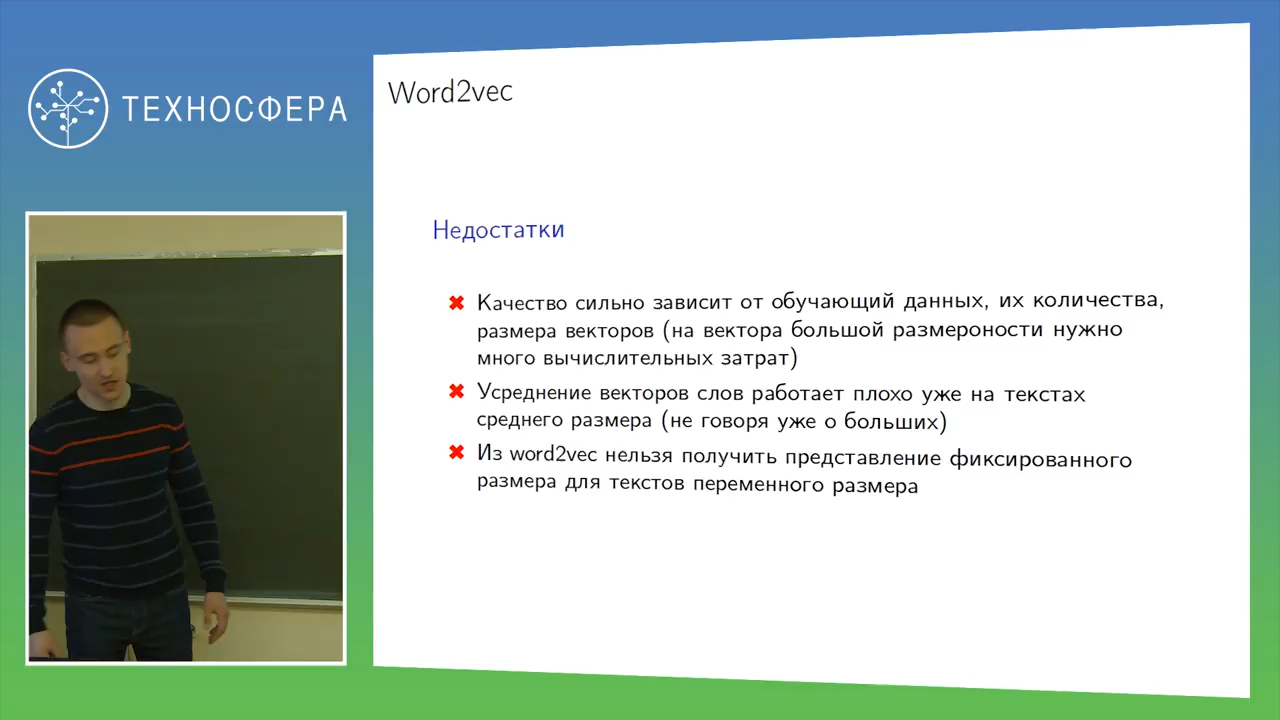 ТЕХНОСФЕРА
Word2vec
Недостатки
✖ Качество сильно зависит от обучающий данных, их количества,
размера векторов (на вектора большой размероности нужно
много вычислительных затрат)
✖ Усреднение векторов слов работает плохо уже на текстах
среднего размера (не говоря уже о больших)
✖ Из word2vec нельзя получить представление фиксированного
размера для текстов переменного размера